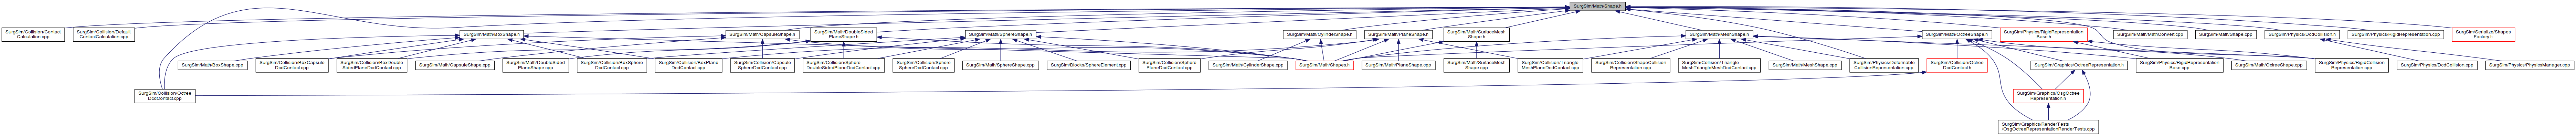 SurgSim/Math/Shape.h
SurgSim/Collision/Contact
Calculation.cpp
SurgSim/Collision/Default
ContactCalculation.cpp
SurgSim/Math/BoxShape.h
SurgSim/Math/CapsuleShape.h
SurgSim/Math/DoubleSided
PlaneShape.h
SurgSim/Math/SphereShape.h
SurgSim/Math/CylinderShape.h
SurgSim/Math/PlaneShape.h
SurgSim/Math/SurfaceMesh
Shape.h
SurgSim/Math/MeshShape.h
SurgSim/Math/OctreeShape.h
SurgSim/Physics/RigidRepresentation
Base.h
SurgSim/Math/MathConvert.cpp
SurgSim/Math/Shape.cpp
SurgSim/Physics/DcdCollision.h
SurgSim/Physics/RigidRepresentation.cpp
SurgSim/Serialize/Shapes
Factory.h
SurgSim/Math/BoxShape.cpp
SurgSim/Collision/BoxCapsule
DcdContact.cpp
SurgSim/Collision/BoxDouble
SidedPlaneDcdContact.cpp
SurgSim/Math/CapsuleShape.cpp
SurgSim/Math/DoubleSided
PlaneShape.cpp
SurgSim/Collision/BoxSphere
DcdContact.cpp
SurgSim/Collision/BoxPlane
DcdContact.cpp
SurgSim/Collision/Capsule
SphereDcdContact.cpp
SurgSim/Collision/Sphere
DoubleSidedPlaneDcdContact.cpp
SurgSim/Collision/Sphere
SphereDcdContact.cpp
SurgSim/Math/SphereShape.cpp
SurgSim/Blocks/SphereElement.cpp
SurgSim/Collision/Sphere
PlaneDcdContact.cpp
SurgSim/Math/CylinderShape.cpp
SurgSim/Math/Shapes.h
SurgSim/Math/PlaneShape.cpp
SurgSim/Math/SurfaceMesh
Shape.cpp
SurgSim/Collision/Triangle
MeshPlaneDcdContact.cpp
SurgSim/Collision/ShapeCollision
Representation.cpp
SurgSim/Collision/Triangle
MeshTriangleMeshDcdContact.cpp
SurgSim/Math/MeshShape.cpp
SurgSim/Physics/Deformable
CollisionRepresentation.cpp
SurgSim/Collision/Octree
DcdContact.h
SurgSim/Graphics/OctreeRepresentation.h
SurgSim/Physics/RigidRepresentation
Base.cpp
SurgSim/Math/OctreeShape.cpp
SurgSim/Physics/RigidCollision
Representation.cpp
SurgSim/Physics/DcdCollision.cpp
SurgSim/Physics/PhysicsManager.cpp
SurgSim/Collision/Octree
DcdContact.cpp
SurgSim/Graphics/OsgOctree
Representation.h
SurgSim/Graphics/RenderTests
/OsgOctreeRepresentationRenderTests.cpp